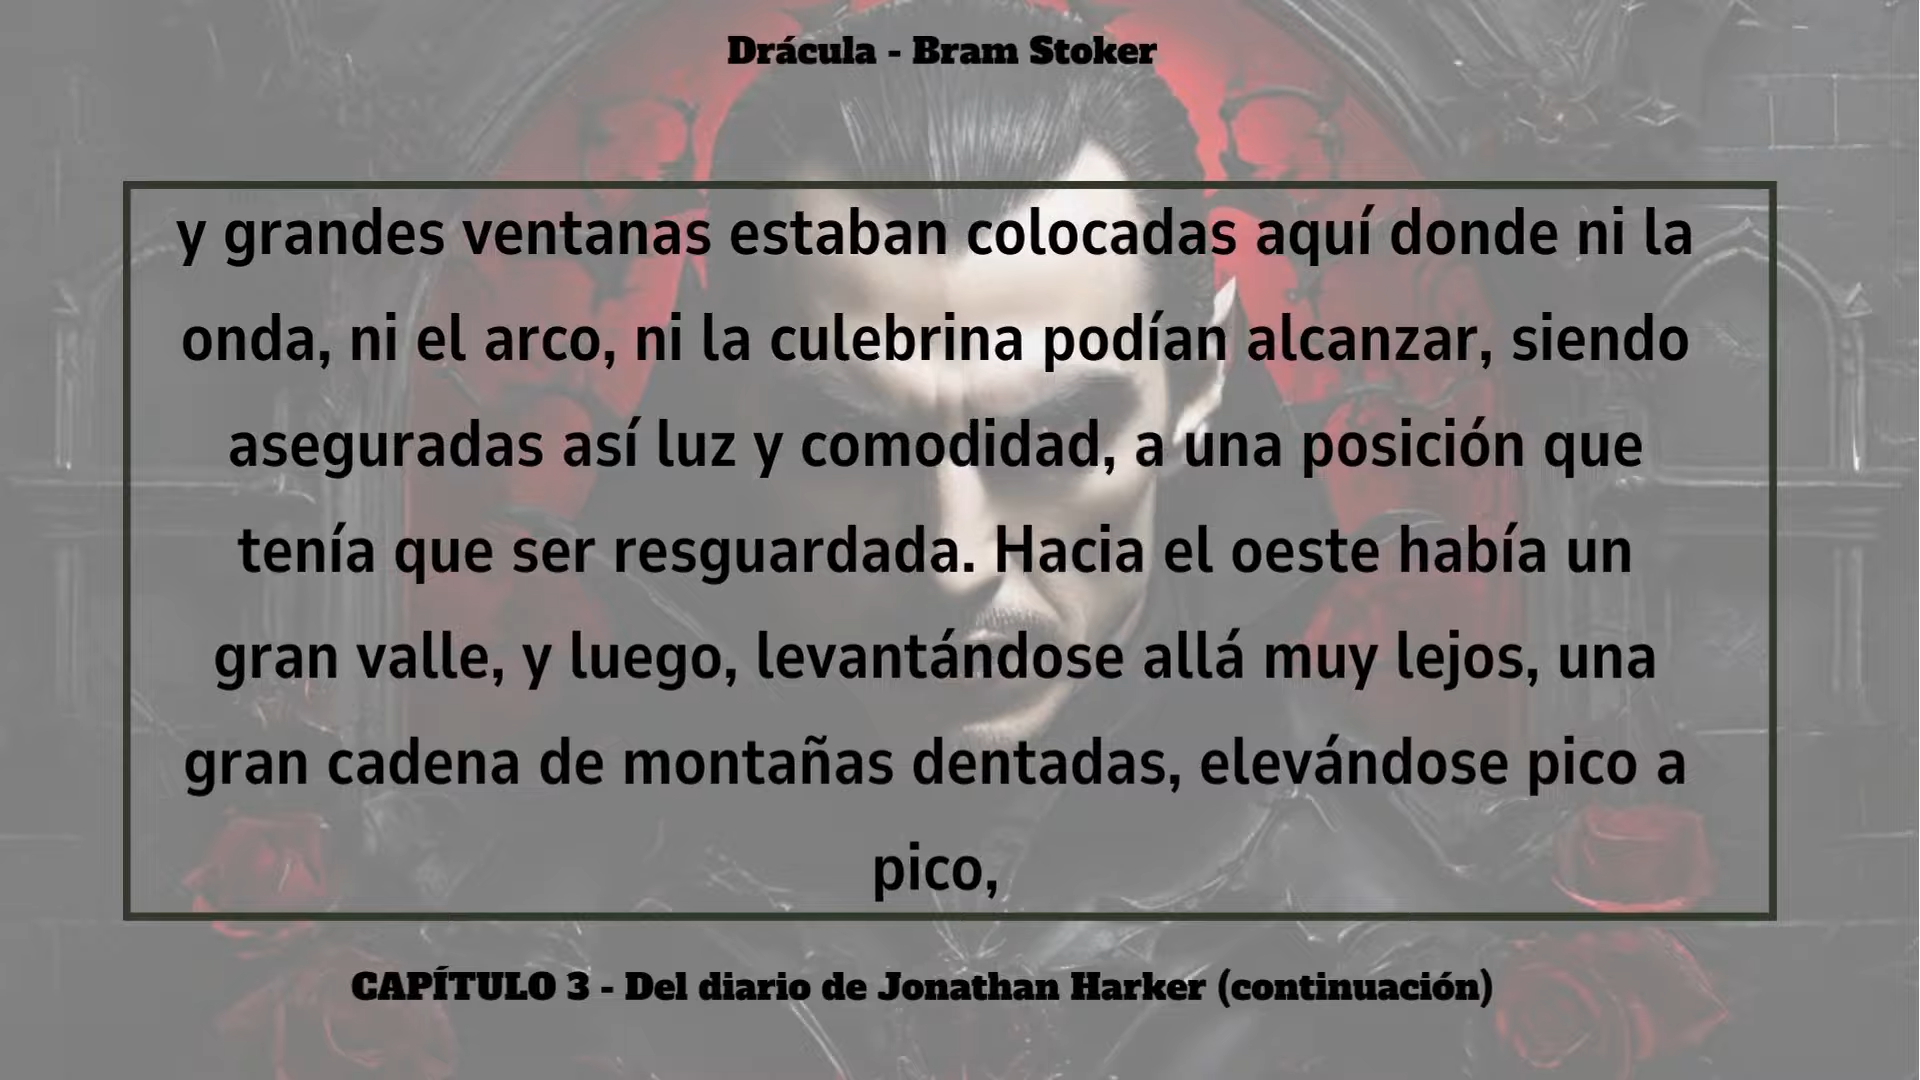 Drácula - Bram Stoker
y grandes ventanas estaban colocadas aquí donde ni la
onda, ni el arco, ni la culebrina podían alcanzar, siendo
aseguradas así luz y comodidad, a una posición que
tenía que ser resguardada. Hacia el oeste había un
gran valle, y luego, levantándose allá muy lejos, una
gran cadena de montañas dentadas, elevándose pico a
pico,
CAPÍTULO 3 - Del diario de Jonathan Harker (continuación)